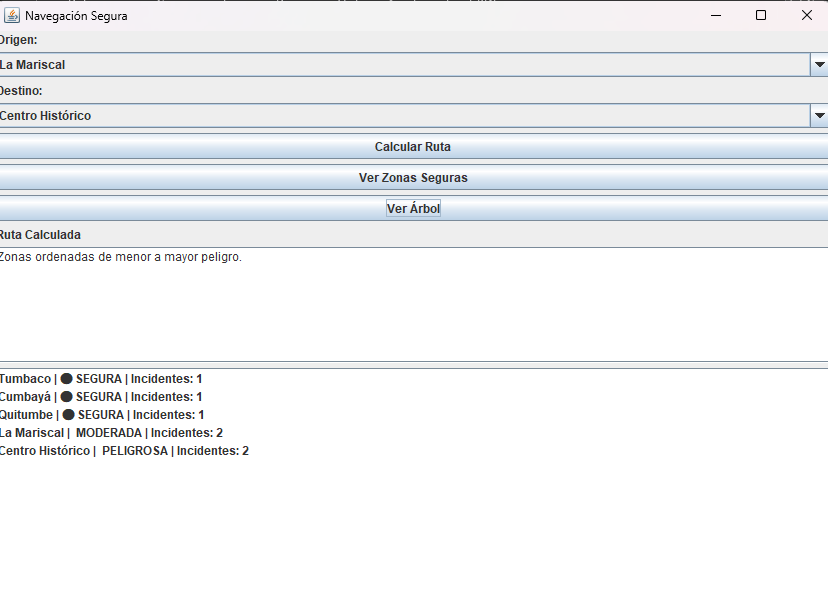 Navegación Segura
Origen:
La Mariscal
Destino:
Centro Histórico
Calcular Ruta
Ver Zonas Seguras
Ver Árbol
Ruta Calculada
Zonas ordenadas de menor a mayor peligro.
Tumbaco | ● SEGURA | Incidentes: 1
Cumbayá | ● SEGURA | Incidentes: 1
Quitumbe | ● SEGURA | Incidentes: 1
La Mariscal | MODERADA | Incidentes: 2
Centro Histórico | PELIGROSA | Incidentes: 2